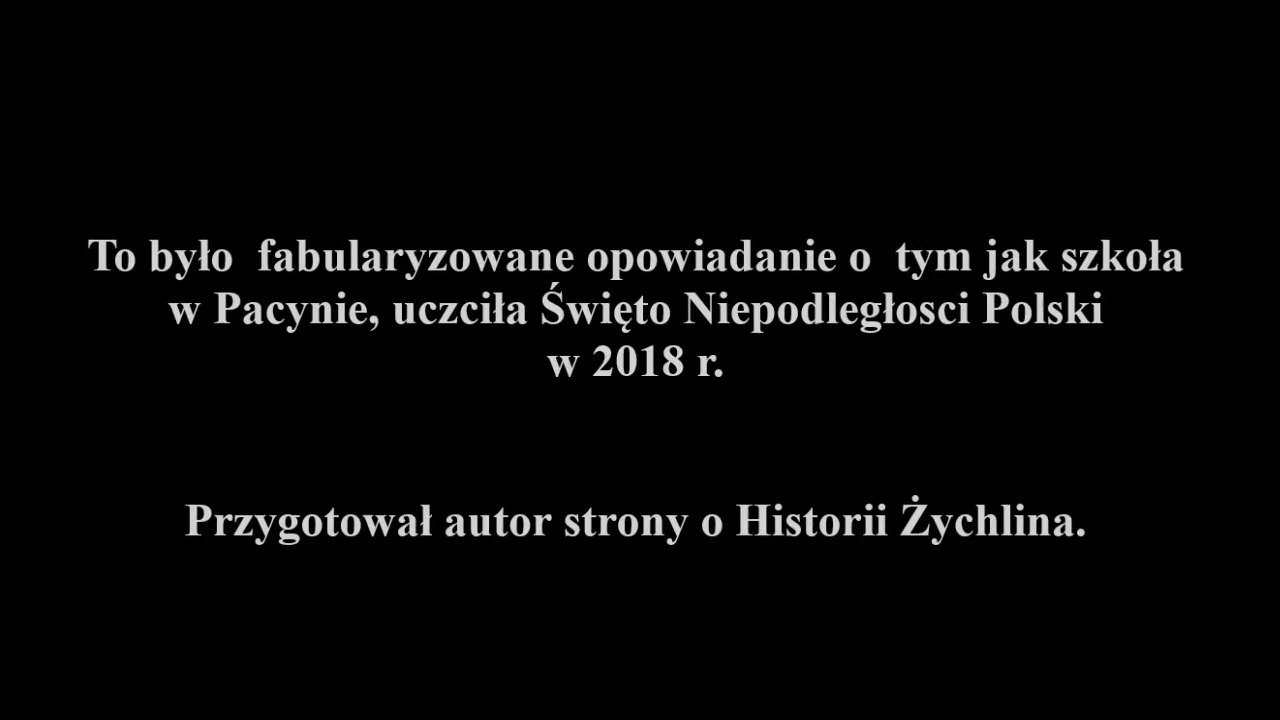 To było  fabularyzowane opowiadanie o  tym jak szkoła
w Pacynie, uczciła Święto Niepodległosci Polski
w 2018 r.
Przygotował autor strony o Historii Żychlina.